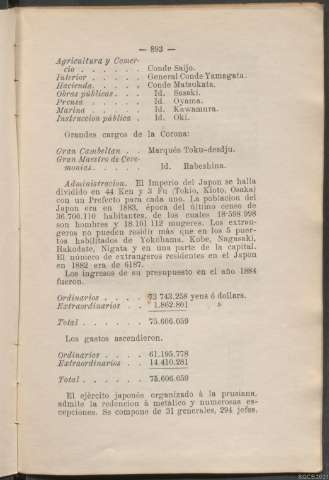 — 893 —
Agricultura y Comer-
cio . . . . . . Conde Saijo.
Interior . . . . . General Conde Yamagata.
Hacienda. . . . . Conde Matsukata.
Obras públicas. . . Id. Sasaki.
Prensa . . . . . Id. Oyama.
Marina . . . . . Id. Kawamura.
Instruccion pública . Id. Oki.
Grandes cargos de la Corona:
Gran Cambeltan . . Marqués Toku-desdju.
Gran Maestro de Cere-
monias. . . . . . Id. Rabeshina.
Administracion. El Imperio del Japon se halla
dividido en 44 Ken y 3 Fu (Tokio, Kioto, Osaka)
con un Prefecto para cada uno. La poblacion del
Japon era en 1883, época del último censo de
36.700.110 habitantes, de los cuales 18-598.998
son hombres y 18.101 112 mugeres. Los extran-
geros no pueden residir más que en los 5 puer-
tos habilitados de Yokohama, Kobe, Nagasaki,
Hakodate, Nigata y en una parte de la capital.
El número de extrangeros residentes en el Japon
en 1882 era de 6187.
Los ingresos de su presupuesto en el año 1884
fueron.
Ordinarios . . . . 73 743.258 yens ó dollars.
Extraordinarios . . 1.862.801 »
Total . . . . . . 75.606.059
Los gastos ascendieron.
Ordinarios . . . . 61.195.778
Extraordinarios . . 14.410.281
Total . . . . . . 75.606.059
El ejército japonés organizado á la prusiana,
admite la redencion á metálico y numerosas es-
cepciones. Se compone de 31 generales, 294 jefes.